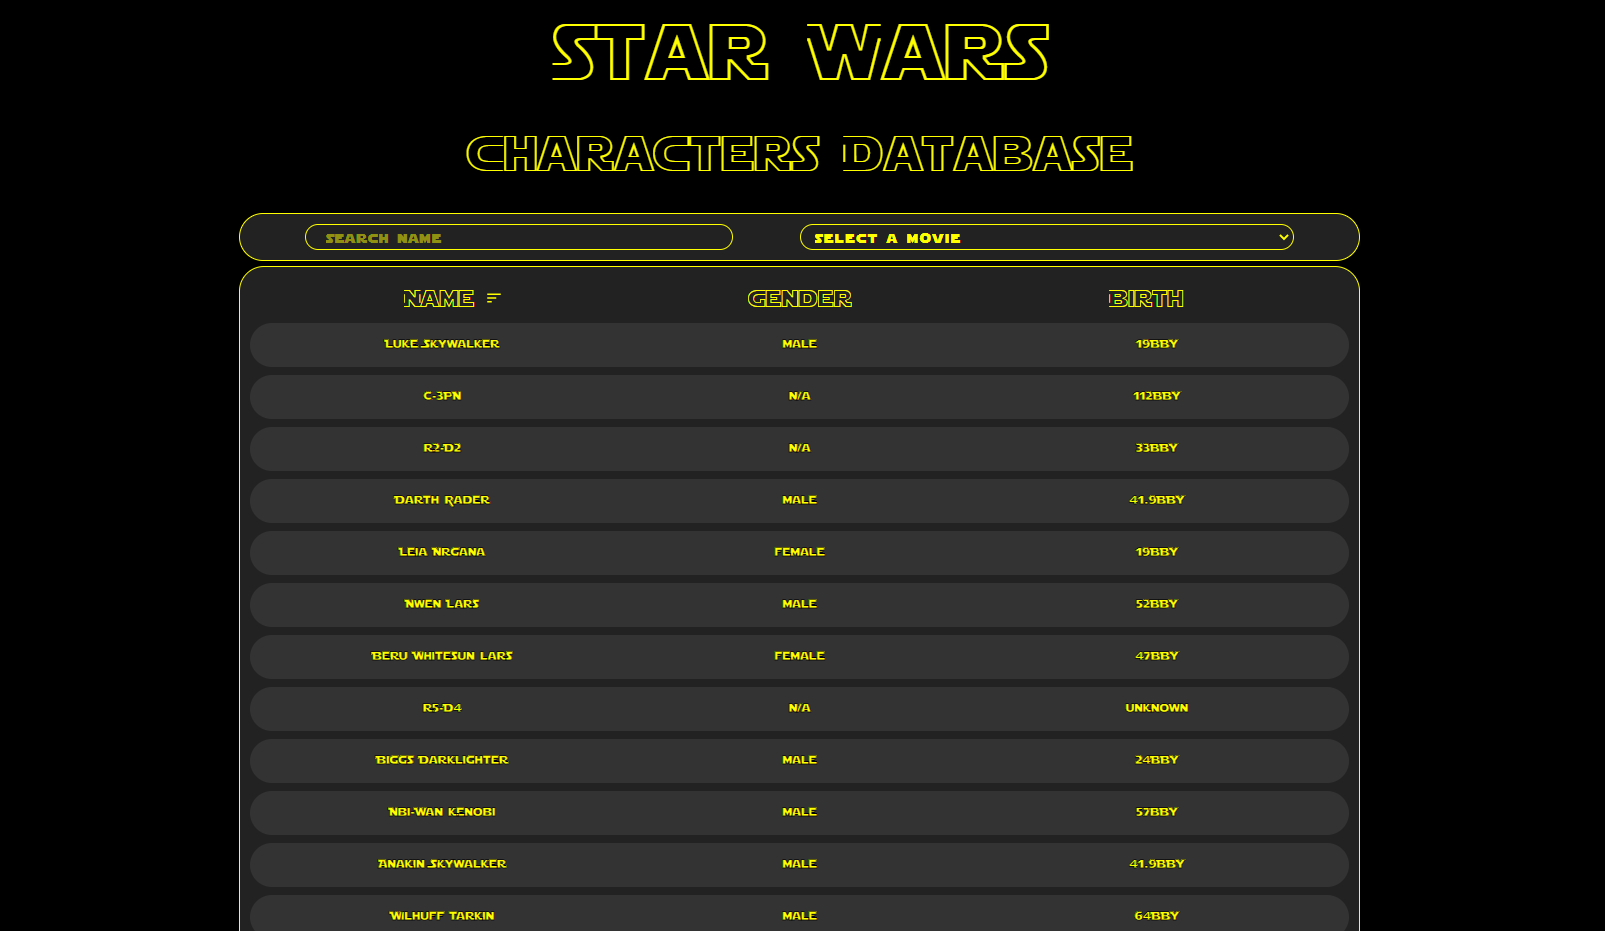 STAR WARS
CHARACTERS DATABASE
SEARCH NAME SELECT A MOVIE
NAME GENDER BIRTH
LUKE SKYWALKER MALE 19BBY
C-3PN N/A 112BBY
R2-D2 N/A 33BBY
DARTH RADER MALE 41.9BBY
LEIA NRGANA FEMALE 19BBY
NWEN LARS MALE 52BBY
BERU WHITESUN LARS FEMALE 47BBY
R5-D4 N/A UNKNOWN
BIGGS DARKLIGHTER MALE 24BBY
NBI-WAN KENOBI MALE 57BBY
ANAKIN SKYWALKER MALE 41.9BBY
WILHUFF TARKIN MALE 64BBY